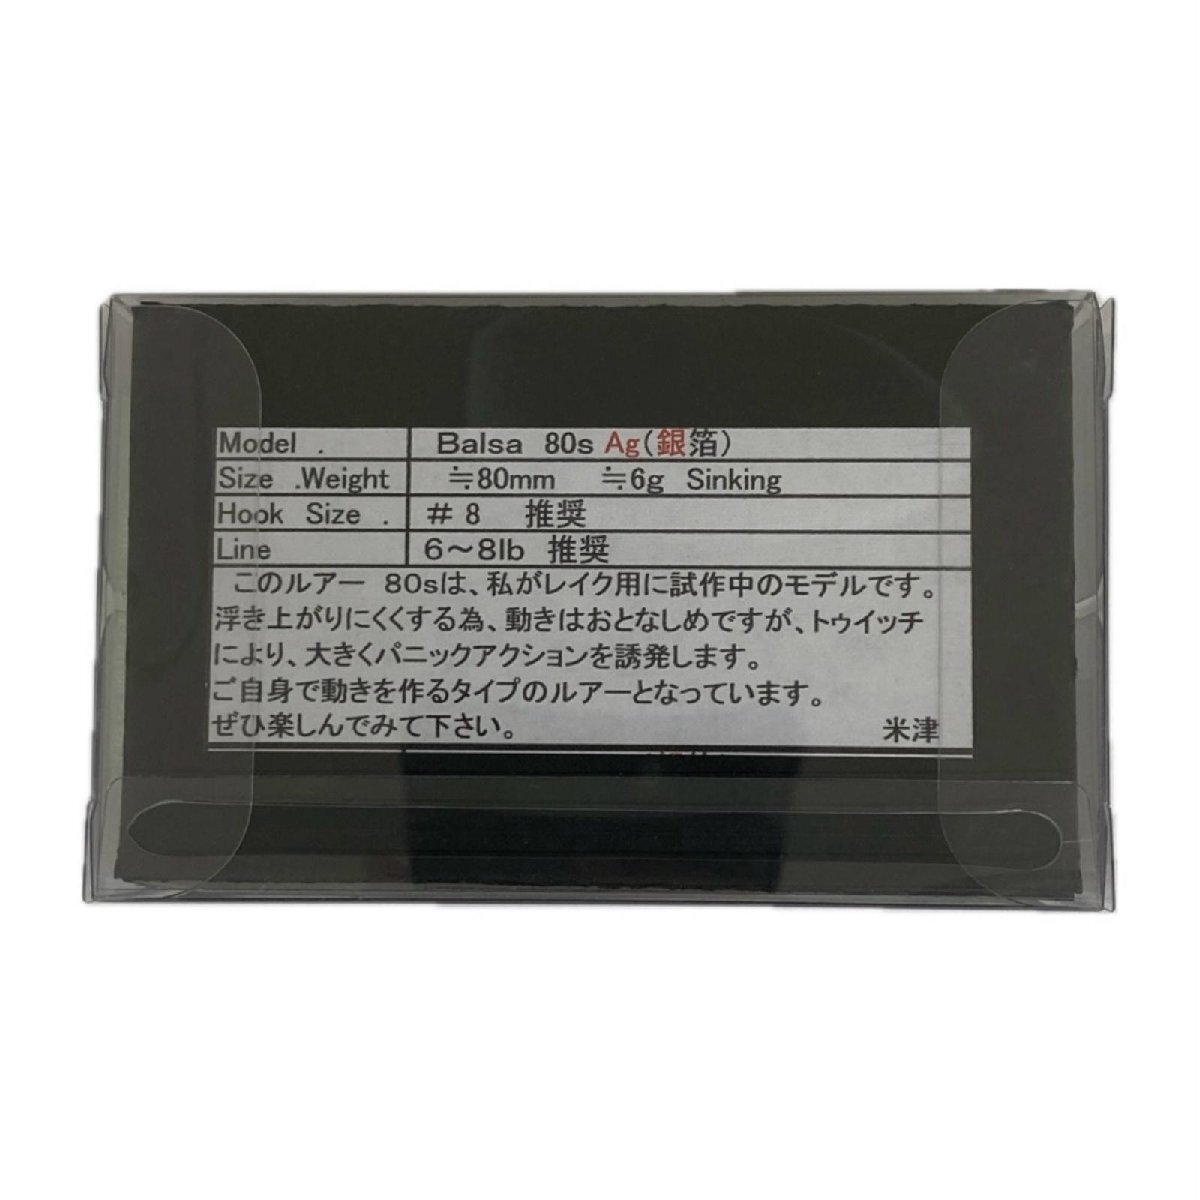 Model . Balsa 80s Ag(銀箔)
Size .Weight ≒80mm ≒6g Sinking
Hook Size . #8 推奨
Line 6～8lb 推奨
このルアー 80sは、私がレイク用に試作中のモデルです。
浮き上がりにくくする為、動きはおとなしめですが、トゥイッチ
により、大きくパニックアクションを誘発します。
ご自身で動きを作るタイプのルアーとなっています。
ぜひ楽しんでみて下さい。 米津